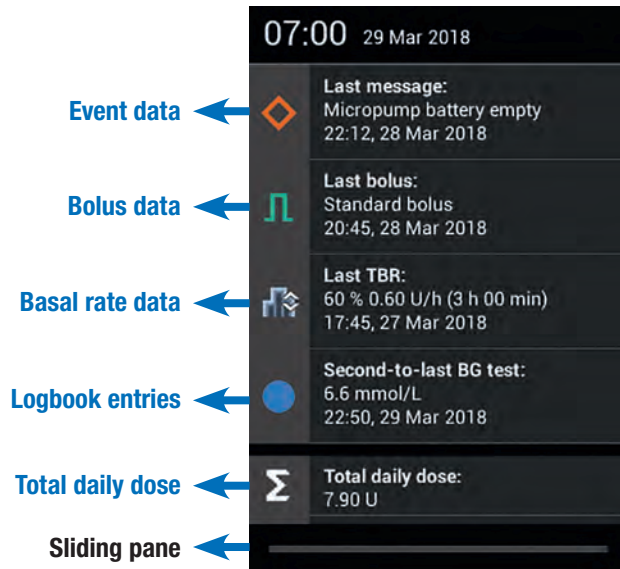 07:00 29 Mar 2018
Event data
Last message:
Micropump battery empty
22:12, 28 Mar 2018
Bolus data
Last bolus:
Standard bolus
20:45, 28 Mar 2018
Basal rate data
Last TBR:
60 % 0.60 U/h (3 h 00 min)
17:45, 27 Mar 2018
Logbook entries
Second-to-last BG test:
6.6 mmol/L
22:50, 29 Mar 2018
Total daily dose
Σ
Total daily dose:
7.90 U
Sliding pane